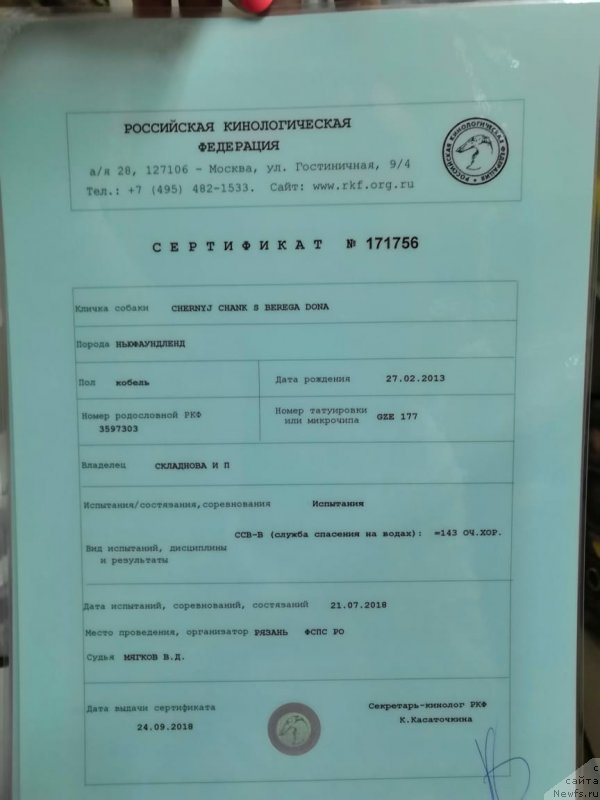 РОССИЙСКАЯ КИНОЛОГИЧЕСКАЯ
ФЕДЕРАЦИЯ
а/я 28, 127106 - Москва, ул. Гостиничная, 9/4
Тел.: +7 (495) 482-1533. Сайт: www.rkf.org.ru
РОССИЙСКАЯ КИНОЛОГИЧЕСКАЯ ФЕДЕРАЦИЯ
СЕРТИФИКАТ № 171756
Кличка собаки CHERNYJ CHANK S BEREGA DONA
Порода НЬЮФАУНДЛЕНД
Пол кобель Дата рождения 27.02.2013
Номер родословной РКФ
3597303
Номер татуировки
или микрочипа GZE 177
Владелец СКЛАДНОВА И П
Испытания/состязания, соревнования Испытания
ССВ-В (служба спасения на водах): =143 ОЧ.ХОР.
Вид испытаний, дисциплины
и результаты
Дата испытаний, соревнований, состязаний 21.07.2018
Место проведения, организатор РЯЗАНЬ ФСПС РО
Судья МЯГКОВ В.Д.
Дата выдачи сертификата
24.09.2018
Секретарь-кинолог РКФ
К.Касаточкина
с
сайта
Newfs.ru